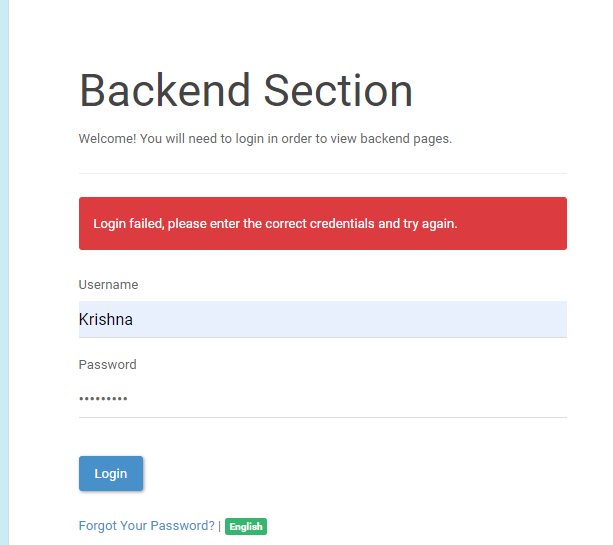 Backend Section
Welcome! You will need to login in order to view backend pages.
Login failed, please enter the correct credentials and try again.
Username
Krishna
Password
•••••••••
Login
Forgot Your Password? | English